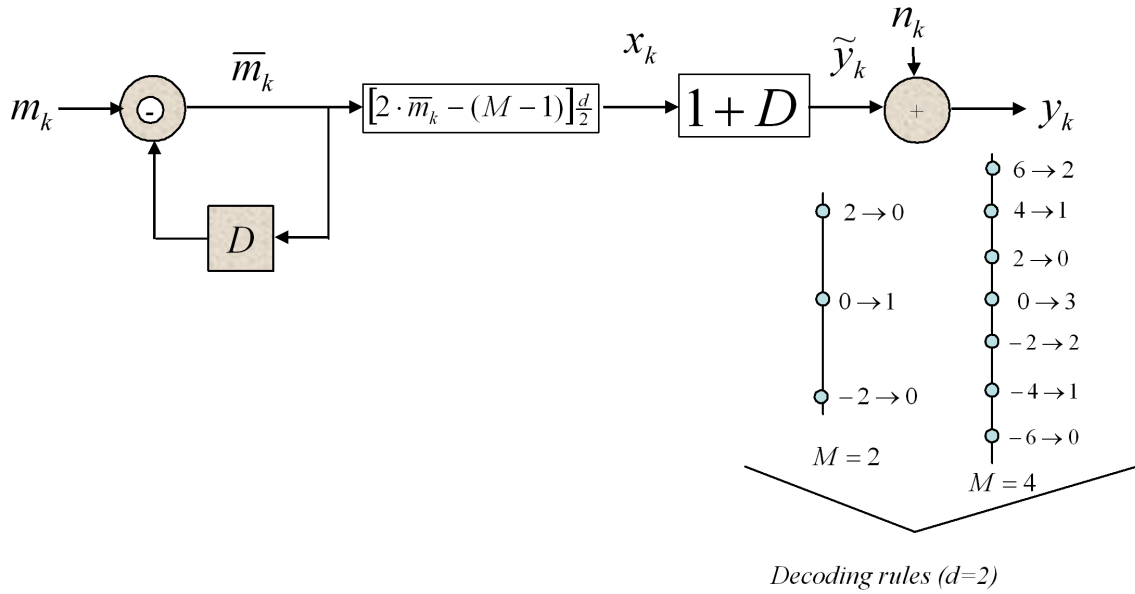 m_k
-
m̅_k
D
[2 · m̅_k − (M − 1)] d/2
x_k
1 + D
ỹ_k
n_k
+
y_k
2 → 0
0 → 1
− 2 → 0
M = 2
6 → 2
4 → 1
2 → 0
0 → 3
− 2 → 2
− 4 → 1
− 6 → 0
M = 4
Decoding rules (d=2)